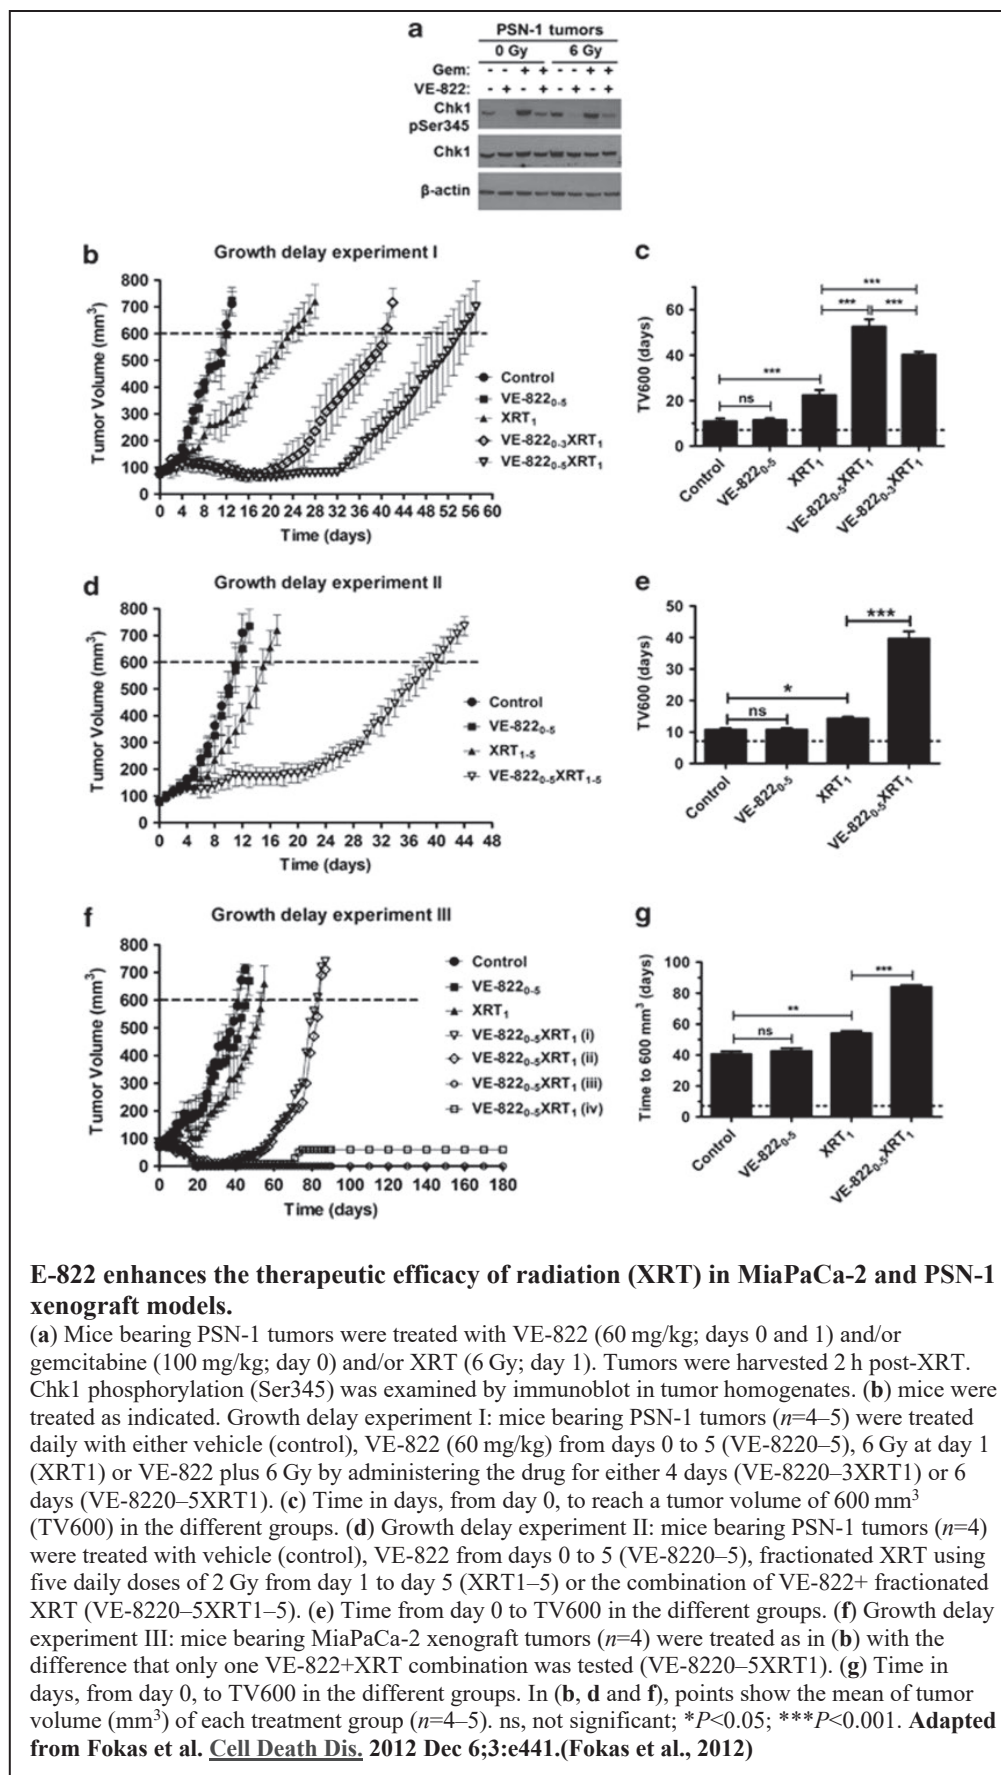 a
PSN-1 tumors
0 Gy 6 Gy
Gem: - - + + - - + +
VE-822: - + - + - + - +
Chk1
pSer345
Chk1
β-actin
b
Growth delay experiment I
Tumor Volume (mm3)
800
700
600
500
400
300
200
100
0
0 4 8 12 16 20 24 28 32 36 40 44 48 52 56 60
Time (days)
Control
VE-8220-5
XRT1
VE-8220-3XRT1
VE-8220-5XRT1
c
TV600 (days)
60
40
20
0
ns
***
***
***
***
Control
VE-8220-5
XRT1
VE-8220-5XRT1
VE-8220-3XRT1
d
Growth delay experiment II
Tumor Volume (mm3)
800
700
600
500
400
300
200
100
0
0 4 8 12 16 20 24 28 32 36 40 44 48
Time (days)
Control
VE-8220-5
XRT1-5
VE-8220-5XRT1-5
e
TV600 (days)
50
40
30
20
10
0
ns
*
***
Control
VE-8220-5
XRT1
VE-8220-5XRT1
f
Growth delay experiment III
Tumor Volume (mm3)
800
700
600
500
400
300
200
100
0
0 20 40 60 80 100 120 140 160 180
Time (days)
Control
VE-8220-5
XRT1
VE-8220-5XRT1 (i)
VE-8220-5XRT1 (ii)
VE-8220-5XRT1 (iii)
VE-8220-5XRT1 (iv)
g
Time to 600 mm3 (days)
100
80
60
40
20
0
ns
**
***
Control
VE-8220-5
XRT1
VE-8220-5XRT1
E-822 enhances the therapeutic efficacy of radiation (XRT) in MiaPaCa-2 and PSN-1
xenograft models.
(a) Mice bearing PSN-1 tumors were treated with VE-822 (60 mg/kg; days 0 and 1) and/or
gemcitabine (100 mg/kg; day 0) and/or XRT (6 Gy; day 1). Tumors were harvested 2 h post-XRT.
Chk1 phosphorylation (Ser345) was examined by immunoblot in tumor homogenates. (b) mice were
treated as indicated. Growth delay experiment I: mice bearing PSN-1 tumors (n=4–5) were treated
daily with either vehicle (control), VE-822 (60 mg/kg) from days 0 to 5 (VE-8220–5), 6 Gy at day 1
(XRT1) or VE-822 plus 6 Gy by administering the drug for either 4 days (VE-8220–3XRT1) or 6
days (VE-8220–5XRT1). (c) Time in days, from day 0, to reach a tumor volume of 600 mm3
(TV600) in the different groups. (d) Growth delay experiment II: mice bearing PSN-1 tumors (n=4)
were treated with vehicle (control), VE-822 from days 0 to 5 (VE-8220–5), fractionated XRT using
five daily doses of 2 Gy from day 1 to day 5 (XRT1–5) or the combination of VE-822+ fractionated
XRT (VE-8220–5XRT1–5). (e) Time from day 0 to TV600 in the different groups. (f) Growth delay
experiment III: mice bearing MiaPaCa-2 xenograft tumors (n=4) were treated as in (b) with the
difference that only one VE-822+XRT combination was tested (VE-8220–5XRT1). (g) Time in
days, from day 0, to TV600 in the different groups. In (b, d and f), points show the mean of tumor
volume (mm3) of each treatment group (n=4–5). ns, not significant; *P<0.05; ***P<0.001. Adapted
from Fokas et al. Cell Death Dis. 2012 Dec 6;3:e441.(Fokas et al., 2012)